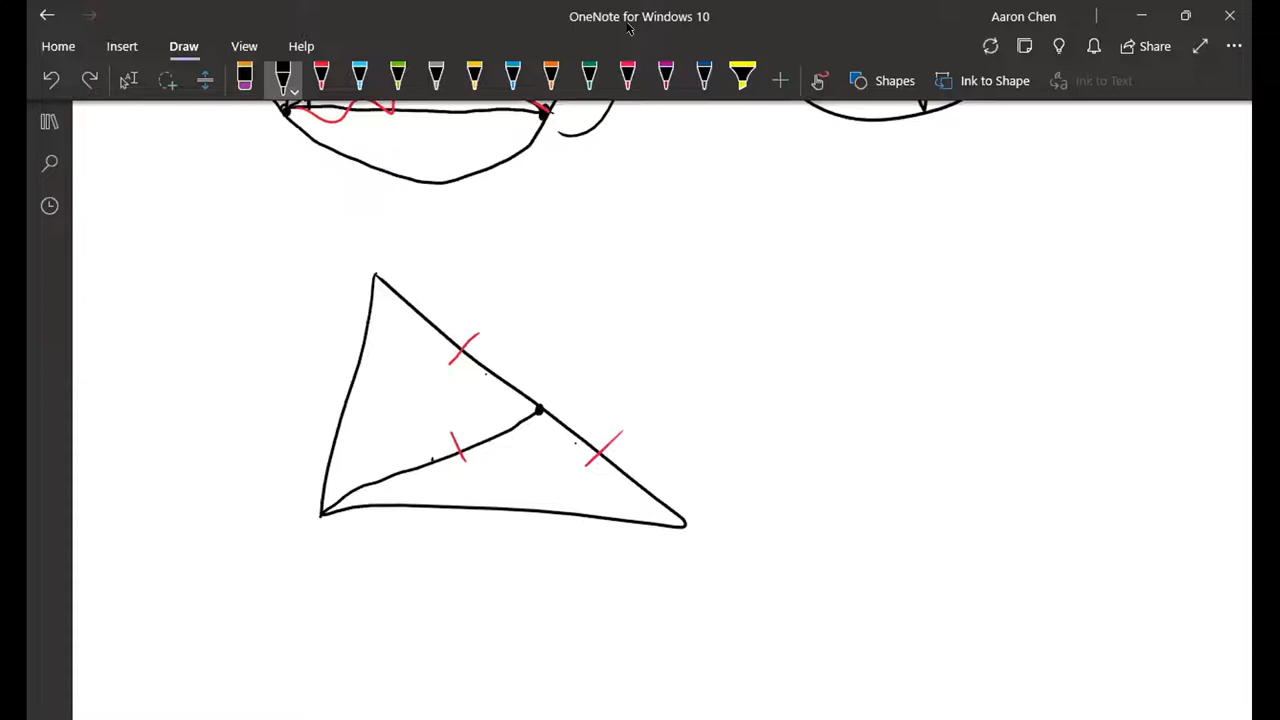 OneNote for Windows 10
Aaron Chen
Home Insert Draw View Help
Share
Shapes
Ink to Shape
Ink to Text